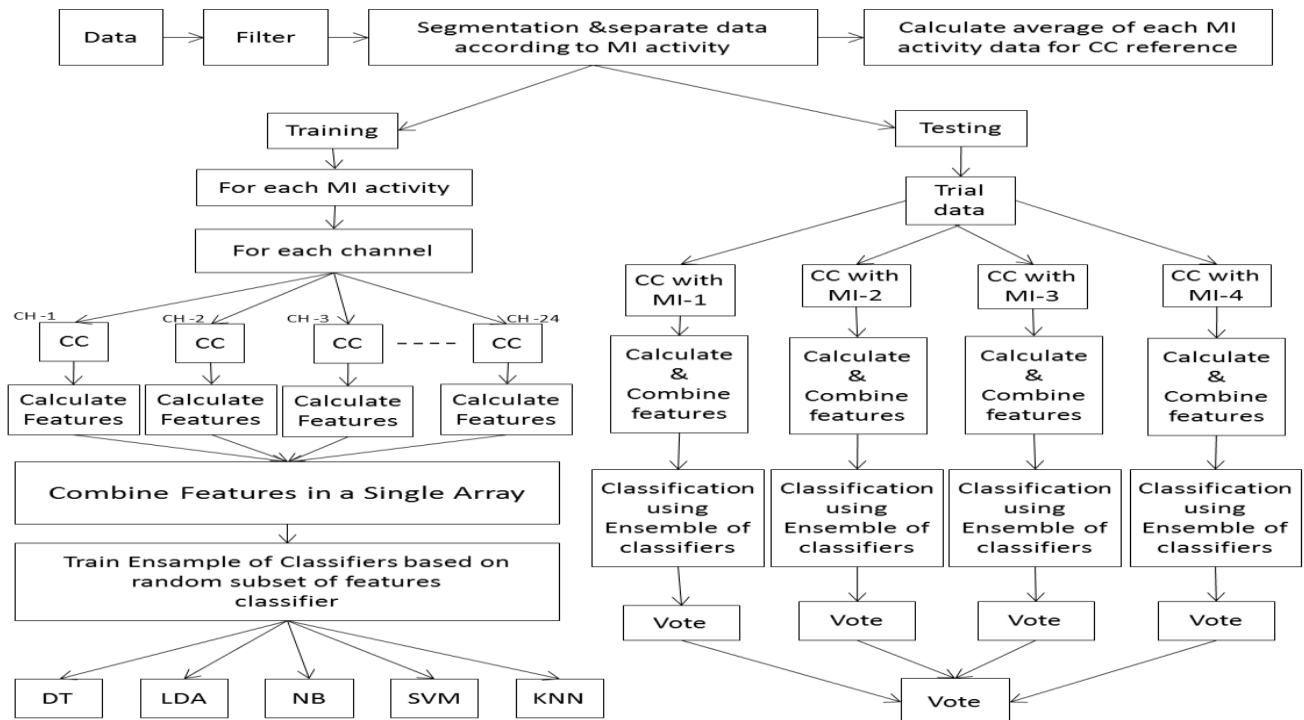 Data
Filter
Segmentation &separate data
according to MI activity
Calculate average of each MI
activity data for CC reference
Training
Testing
For each MI activity
Trial
data
For each channel
CC with
MI-1
CC with
MI-2
CC with
MI-3
CC with
MI-4
CH -1
CH -2
CH -3
CH -24
CC
CC
CC
----
CC
Calculate
Features
Calculate
Features
Calculate
Features
Calculate
Features
Calculate
&
Combine
features
Calculate
&
Combine
features
Calculate
&
Combine
features
Calculate
&
Combine
features
Combine Features in a Single Array
Classification
using
Ensemble of
classifiers
Classification
using
Ensemble of
classifiers
Classification
using
Ensemble of
classifiers
Classification
using
Ensemble of
classifiers
Train Ensample of Classifiers based on
random subset of features
classifier
Vote
Vote
Vote
Vote
DT
LDA
NB
SVM
KNN
Vote